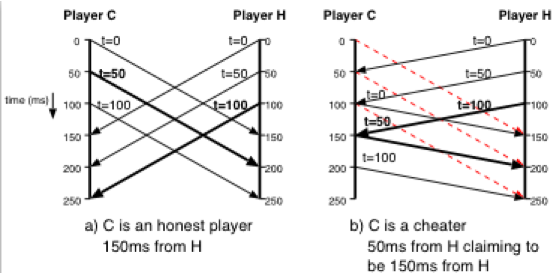 Player C Player H Player C Player H
0 t=0 t=0 0 0 t=0 0
50 t=50 t=50 50 50 t=50 50
time (ms)
100 t=100 t=100 100 100 t=0 t=100 100
150 150 150 t=50 150
200 200 200 t=100 200
250 250 250 250
a) C is an honest player
150ms from H
b) C is a cheater
50ms from H claiming to
be 150ms from H